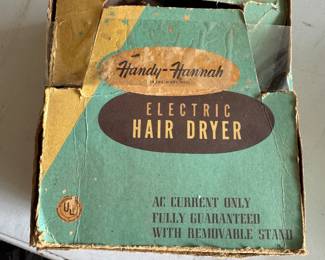 Handy-Hannah
ELECTRIC
HAIR DRYER
AC CURRENT ONLY
FULLY GUARANTEED
WITH REMOVABLE STAND
UL